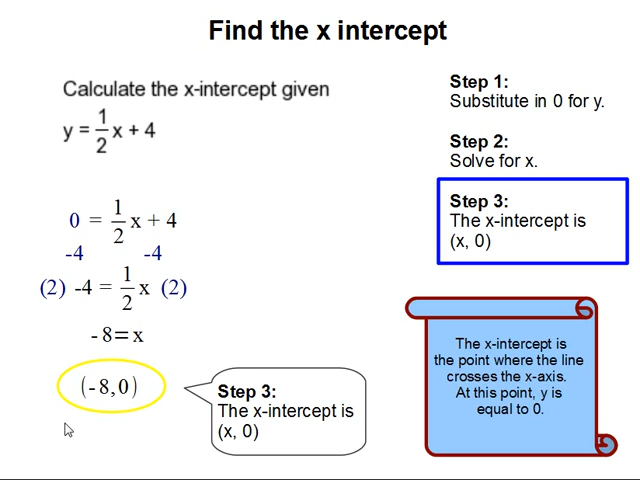 Find the x intercept
Calculate the x-intercept given
y = 1/2 x + 4
0 = 1/2 x + 4
-4 -4
(2) -4 = 1/2 x (2)
-8=x
(-8,0)
Step 3:
The x-intercept is
(x, 0)
Step 1:
Substitute in 0 for y.
Step 2:
Solve for x.
Step 3:
The x-intercept is
(x, 0)
The x-intercept is
the point where the line
crosses the x-axis.
At this point, y is
equal to 0.